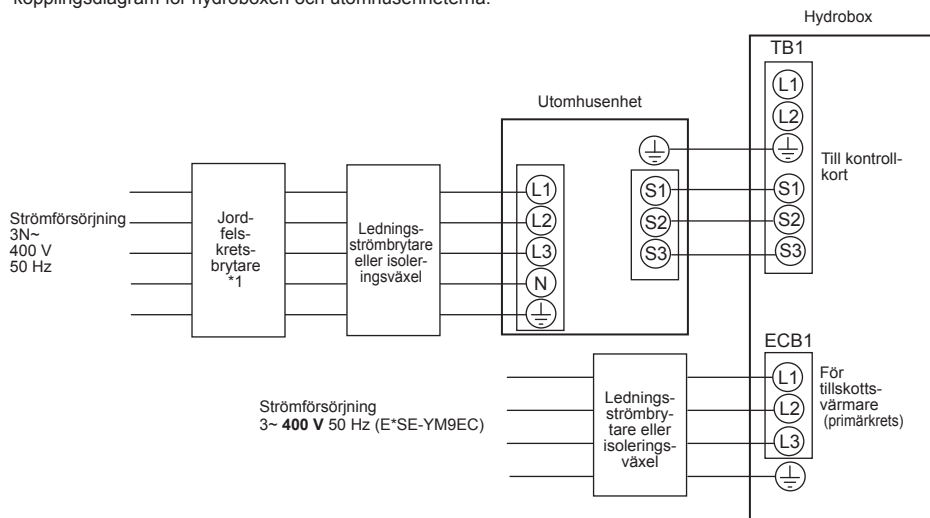 kopplingsdiagram för hydroboxen och utomhusenheterna.
Hydrobox
TB1
L1
L2
Till kontroll-
kort
S1
S2
S3
Utomhusenhet
L1
L2
L3
N
S1
S2
S3
Strömförsörjning
3N~
400 V
50 Hz
Jord-
fels-
krets-
brytare
*1
Lednings-
strömbrytare
eller isoler-
ingsväxel
ECB1
L1
L2
L3
För
tillskotts-
värmare
(primärkrets)
Strömförsörjning
3~ 400 V 50 Hz (E*SE-YM9EC)
Lednings-
strömbry-
tare eller
isolerings-
växel